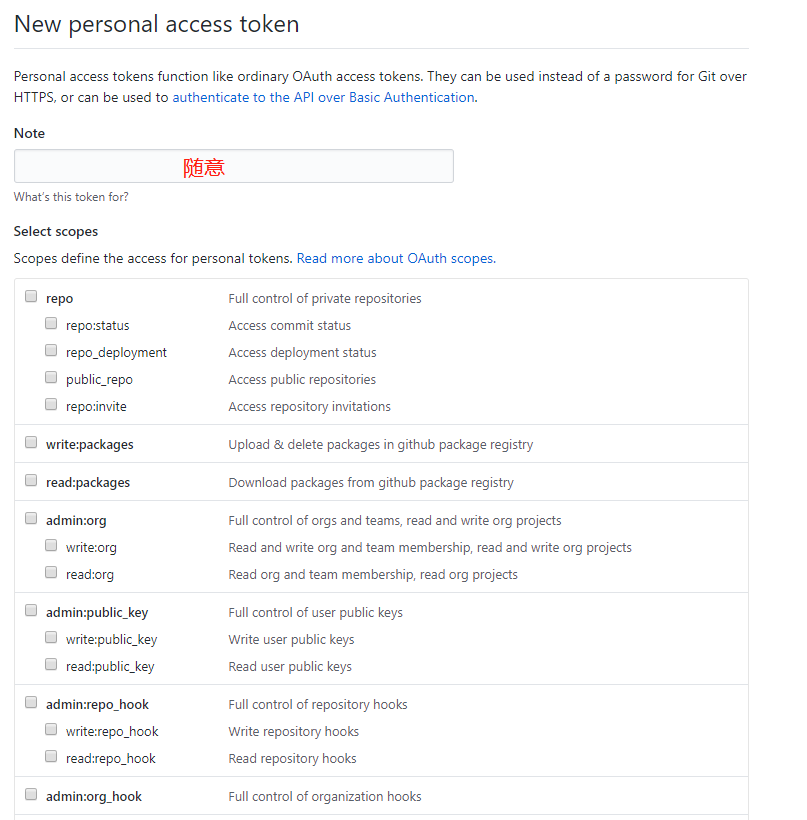 New personal access token
Personal access tokens function like ordinary OAuth access tokens. They can be used instead of a password for Git over
HTTPS, or can be used to authenticate to the API over Basic Authentication.
Note
随意
What's this token for?
Select scopes
Scopes define the access for personal tokens. Read more about OAuth scopes.
repo Full control of private repositories
repo:status Access commit status
repo_deployment Access deployment status
public_repo Access public repositories
repo:invite Access repository invitations
write:packages Upload & delete packages in github package registry
read:packages Download packages from github package registry
admin:org Full control of orgs and teams, read and write org projects
write:org Read and write org and team membership, read and write org projects
read:org Read org and team membership, read org projects
admin:public_key Full control of user public keys
write:public_key Write user public keys
read:public_key Read user public keys
admin:repo_hook Full control of repository hooks
write:repo_hook Write repository hooks
read:repo_hook Read repository hooks
admin:org_hook Full control of organization hooks